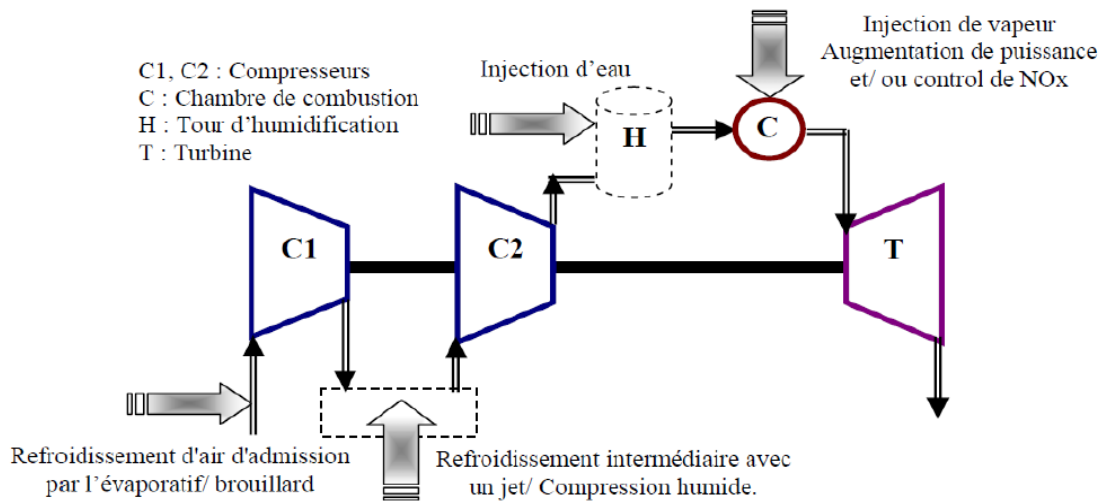 Injection de vapeur
Augmentation de puissance
et/ ou control de NOx
C1, C2 : Compresseurs
C : Chambre de combustion
H : Tour d’humidification
T : Turbine
Injection d’eau
H
C
C1
C2
T
Refroidissement d'air d'admission
par l’évaporatif/ brouillard
Refroidissement intermédiaire avec
un jet/ Compression humide.